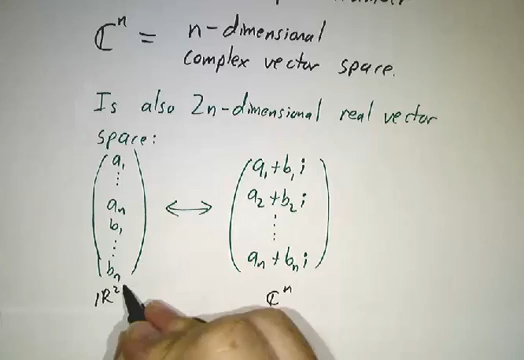 ℂⁿ = n-dimensional
complex vector space.
Is also 2n-dimensional real vector
space:
(a₁ ⋮ aₙ b₁ ⋮ bₙ) ↔ (a₁+b₁i a₂+b₂i ⋮ aₙ+bₙi)
ℝ² ℂⁿ